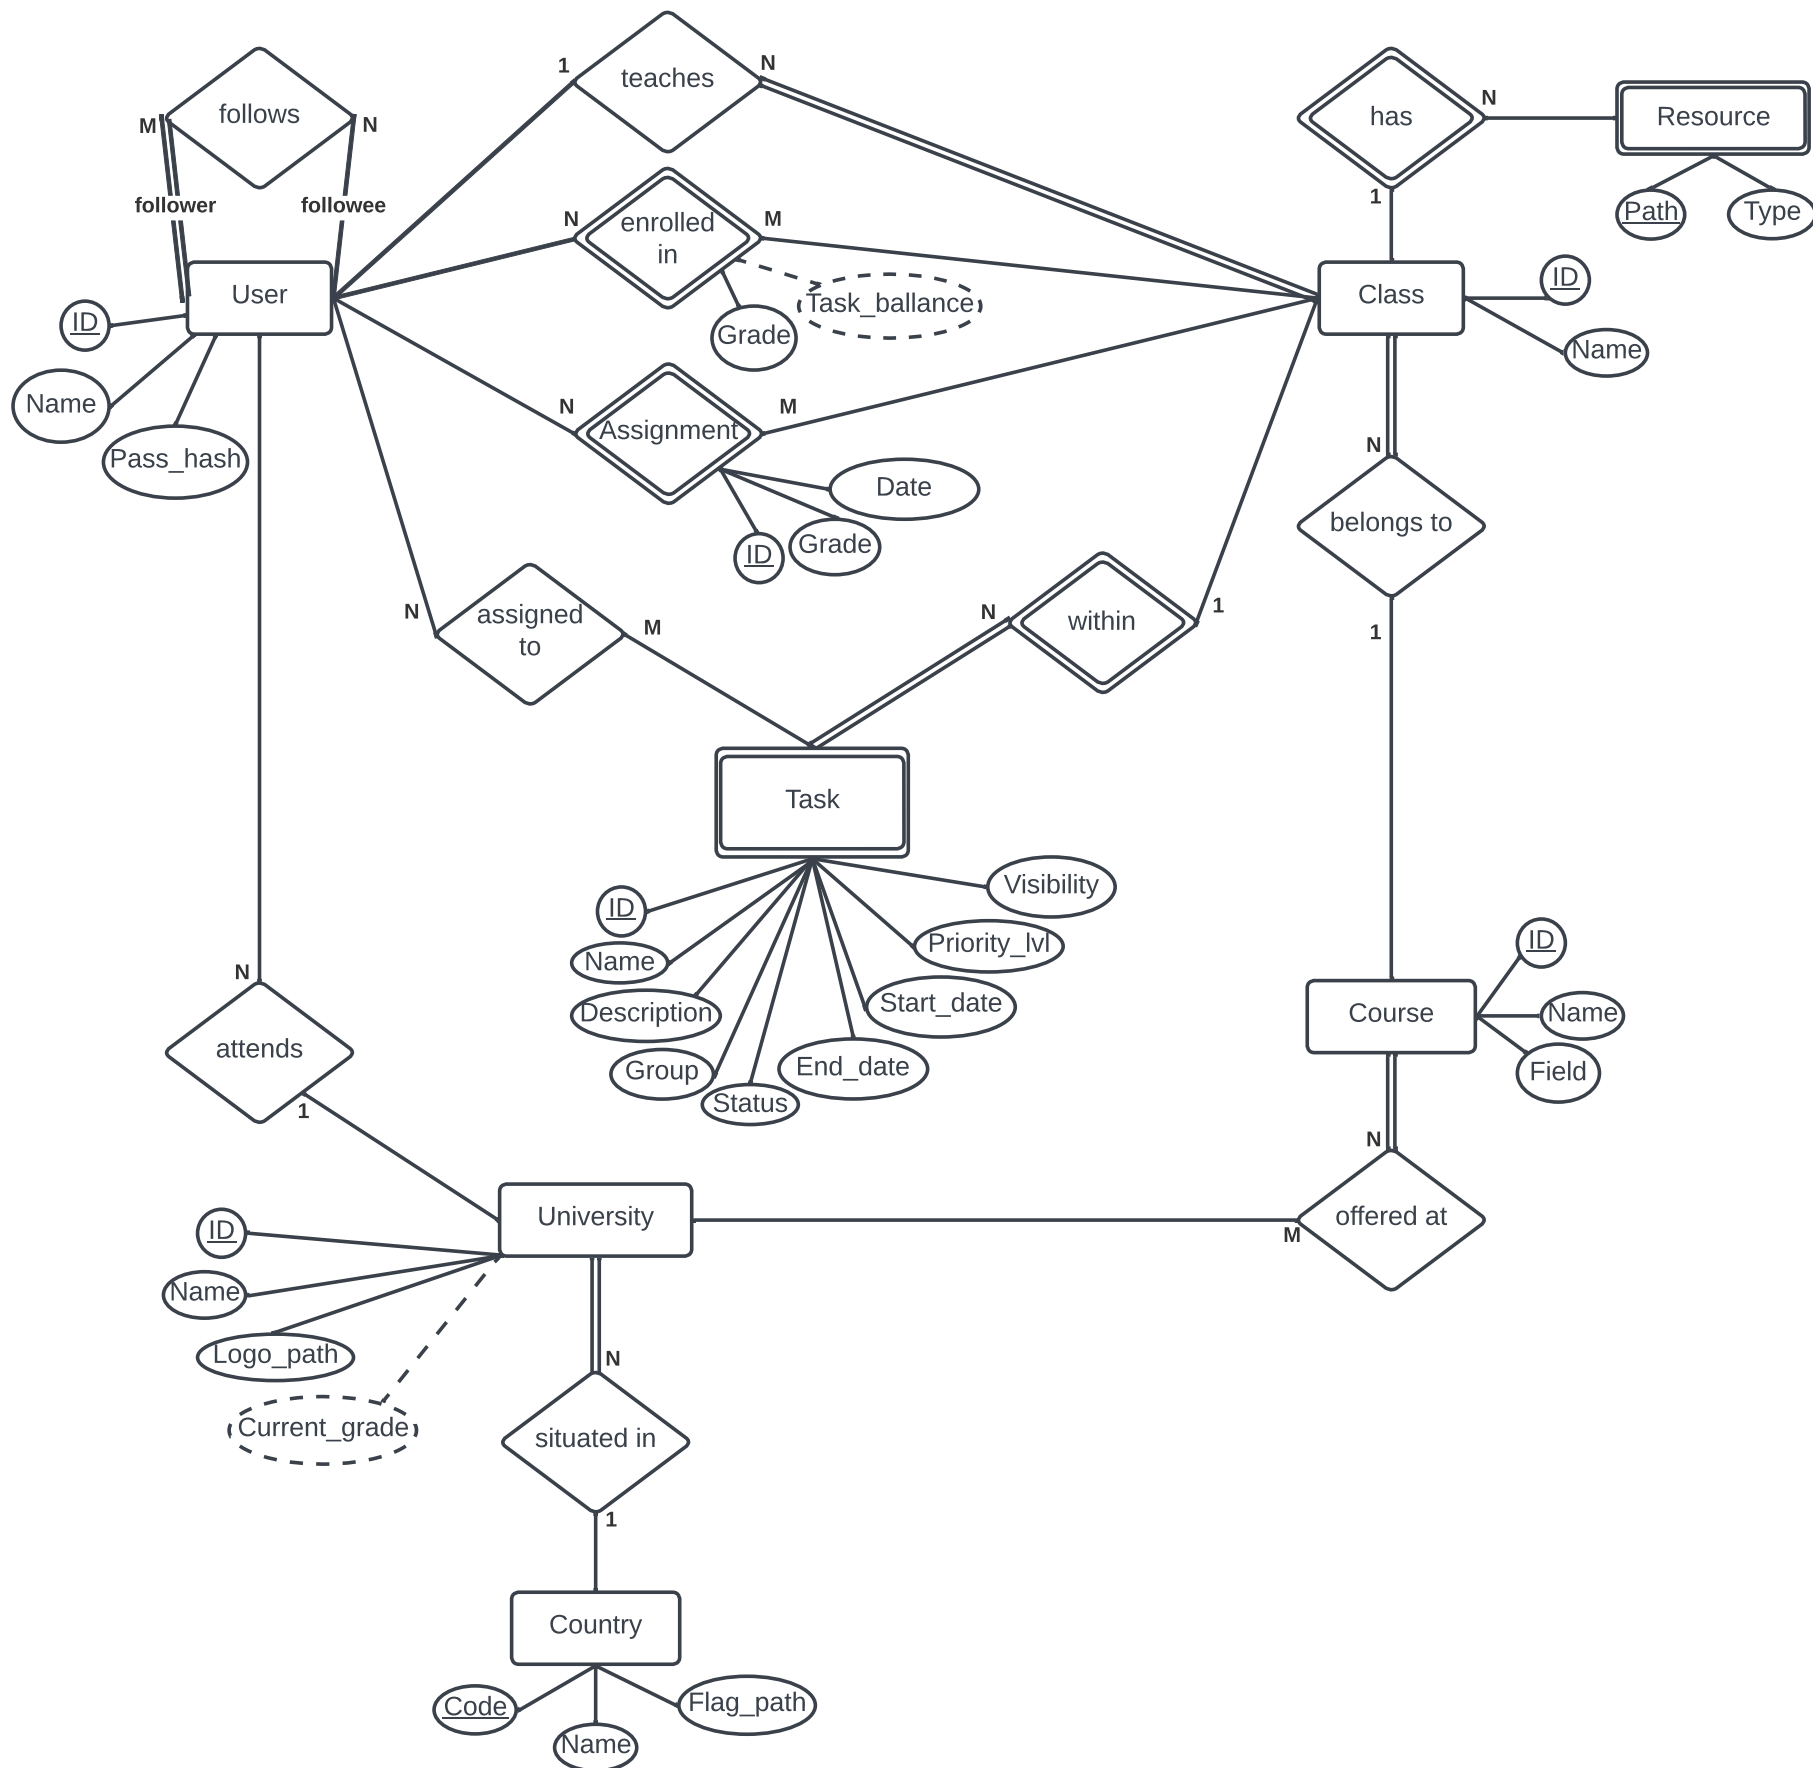 teaches
1
N
follows
M
N
follower
followee
has
N
1
Resource
Path
Type
enrolled
in
N
M
Task_ballance
Grade
User
ID
Name
Pass_hash
Class
ID
Name
Assignment
N
M
Date
Grade
ID
N
belongs to
1
assigned
to
N
M
within
N
1
Task
ID
Name
Description
Group
Status
End_date
Start_date
Priority_lvl
Visibility
Course
ID
Name
Field
N
attends
1
N
offered at
M
University
ID
Name
Logo_path
Current_grade
N
situated in
1
Country
Code
Name
Flag_path